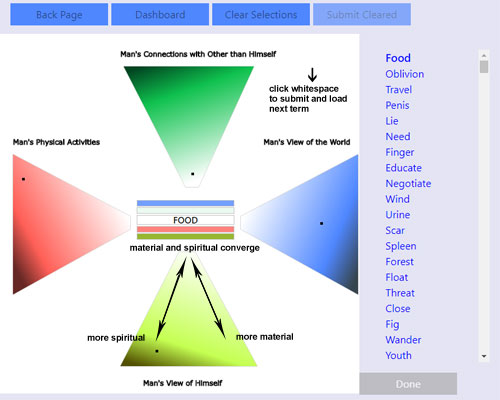 Back Page
Dashboard
Clear Selections
Submit Cleared
Man's Connections with Other than Himself
click whitespace
to submit and load
next term
Man's Physical Activities
Man's View of the World
FOOD
material and spiritual converge
more spiritual
more material
Man's View of Himself
Food
Oblivion
Travel
Penis
Lie
Need
Finger
Educate
Negotiate
Wind
Urine
Scar
Spleen
Forest
Float
Threat
Close
Fig
Wander
Youth
Done